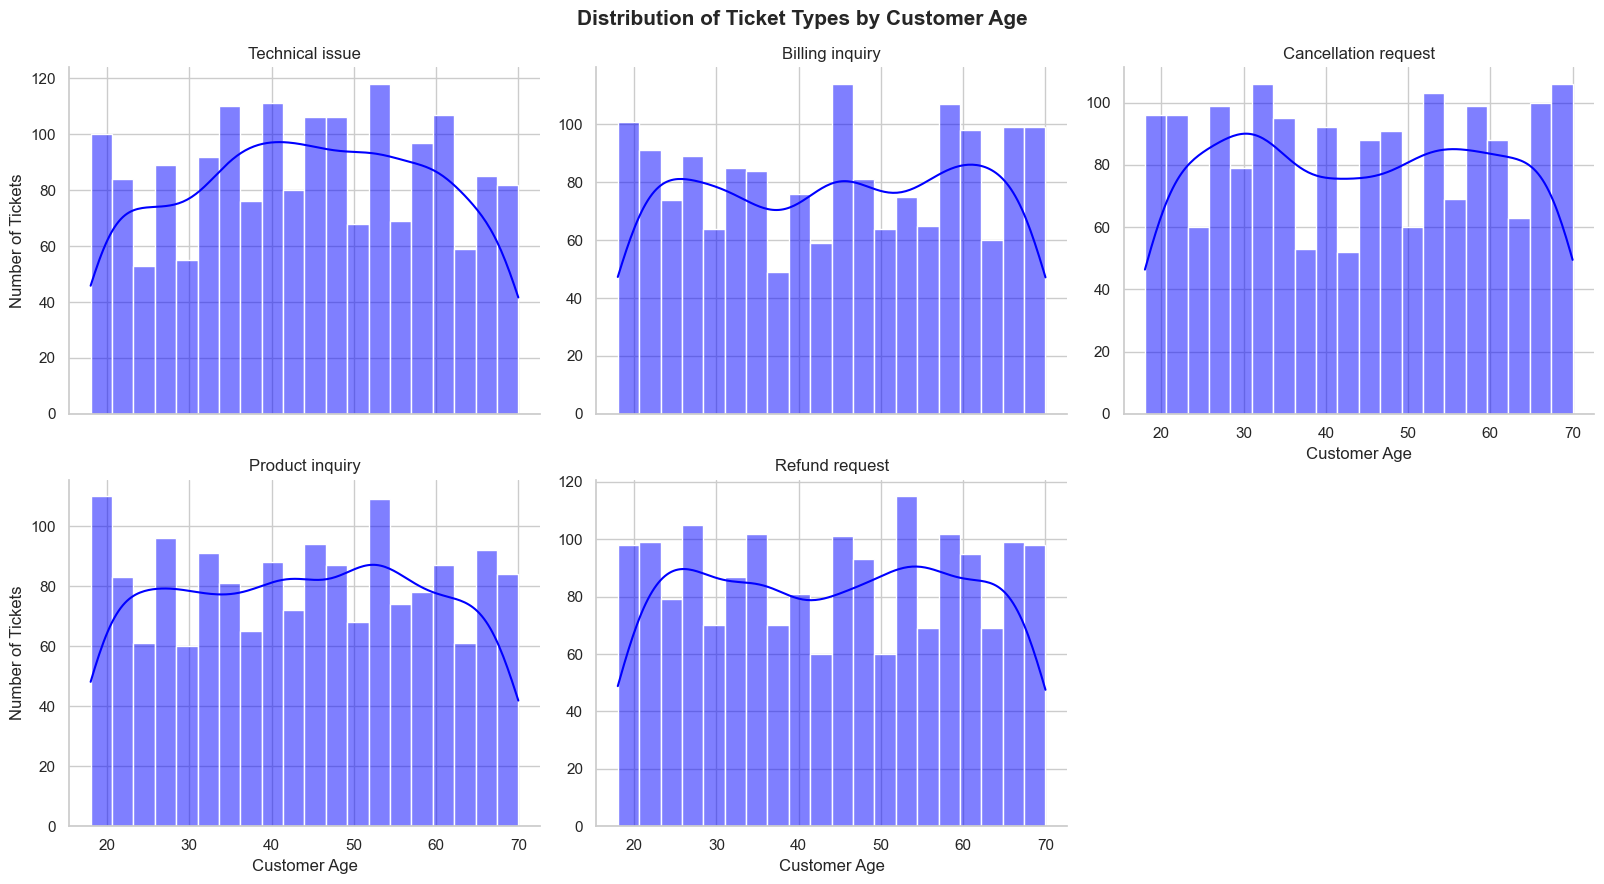 Distribution of Ticket Types by Customer Age
Technical issue
120
100
80
60
40
20
0
Number of Tickets
Billing inquiry
100
80
60
40
20
0
Cancellation request
100
80
60
40
20
0
20 30 40 50 60 70
Customer Age
Product inquiry
100
80
60
40
20
0
Number of Tickets
20 30 40 50 60 70
Customer Age
Refund request
120
100
80
60
40
20
0
20 30 40 50 60 70
Customer Age